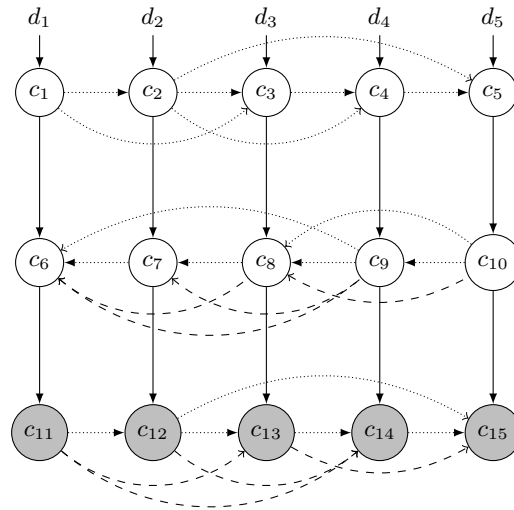 d₁ d₂ d₃ d₄ d₅
c₁ c₂ c₃ c₄ c₅
c₆ c₇ c₈ c₉ c₁₀
c₁₁ c₁₂ c₁₃ c₁₄ c₁₅